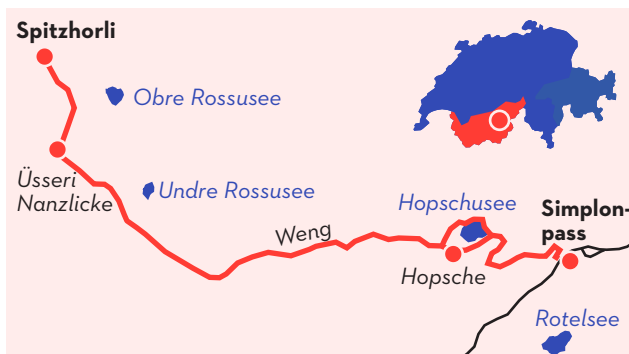 Spitzhorli
Obre Rossusee
Üsseri
Nanzlicke
Undre Rossusee
Weng
Hopschusee
Hopsche
Simplon-
pass
Rotelsee